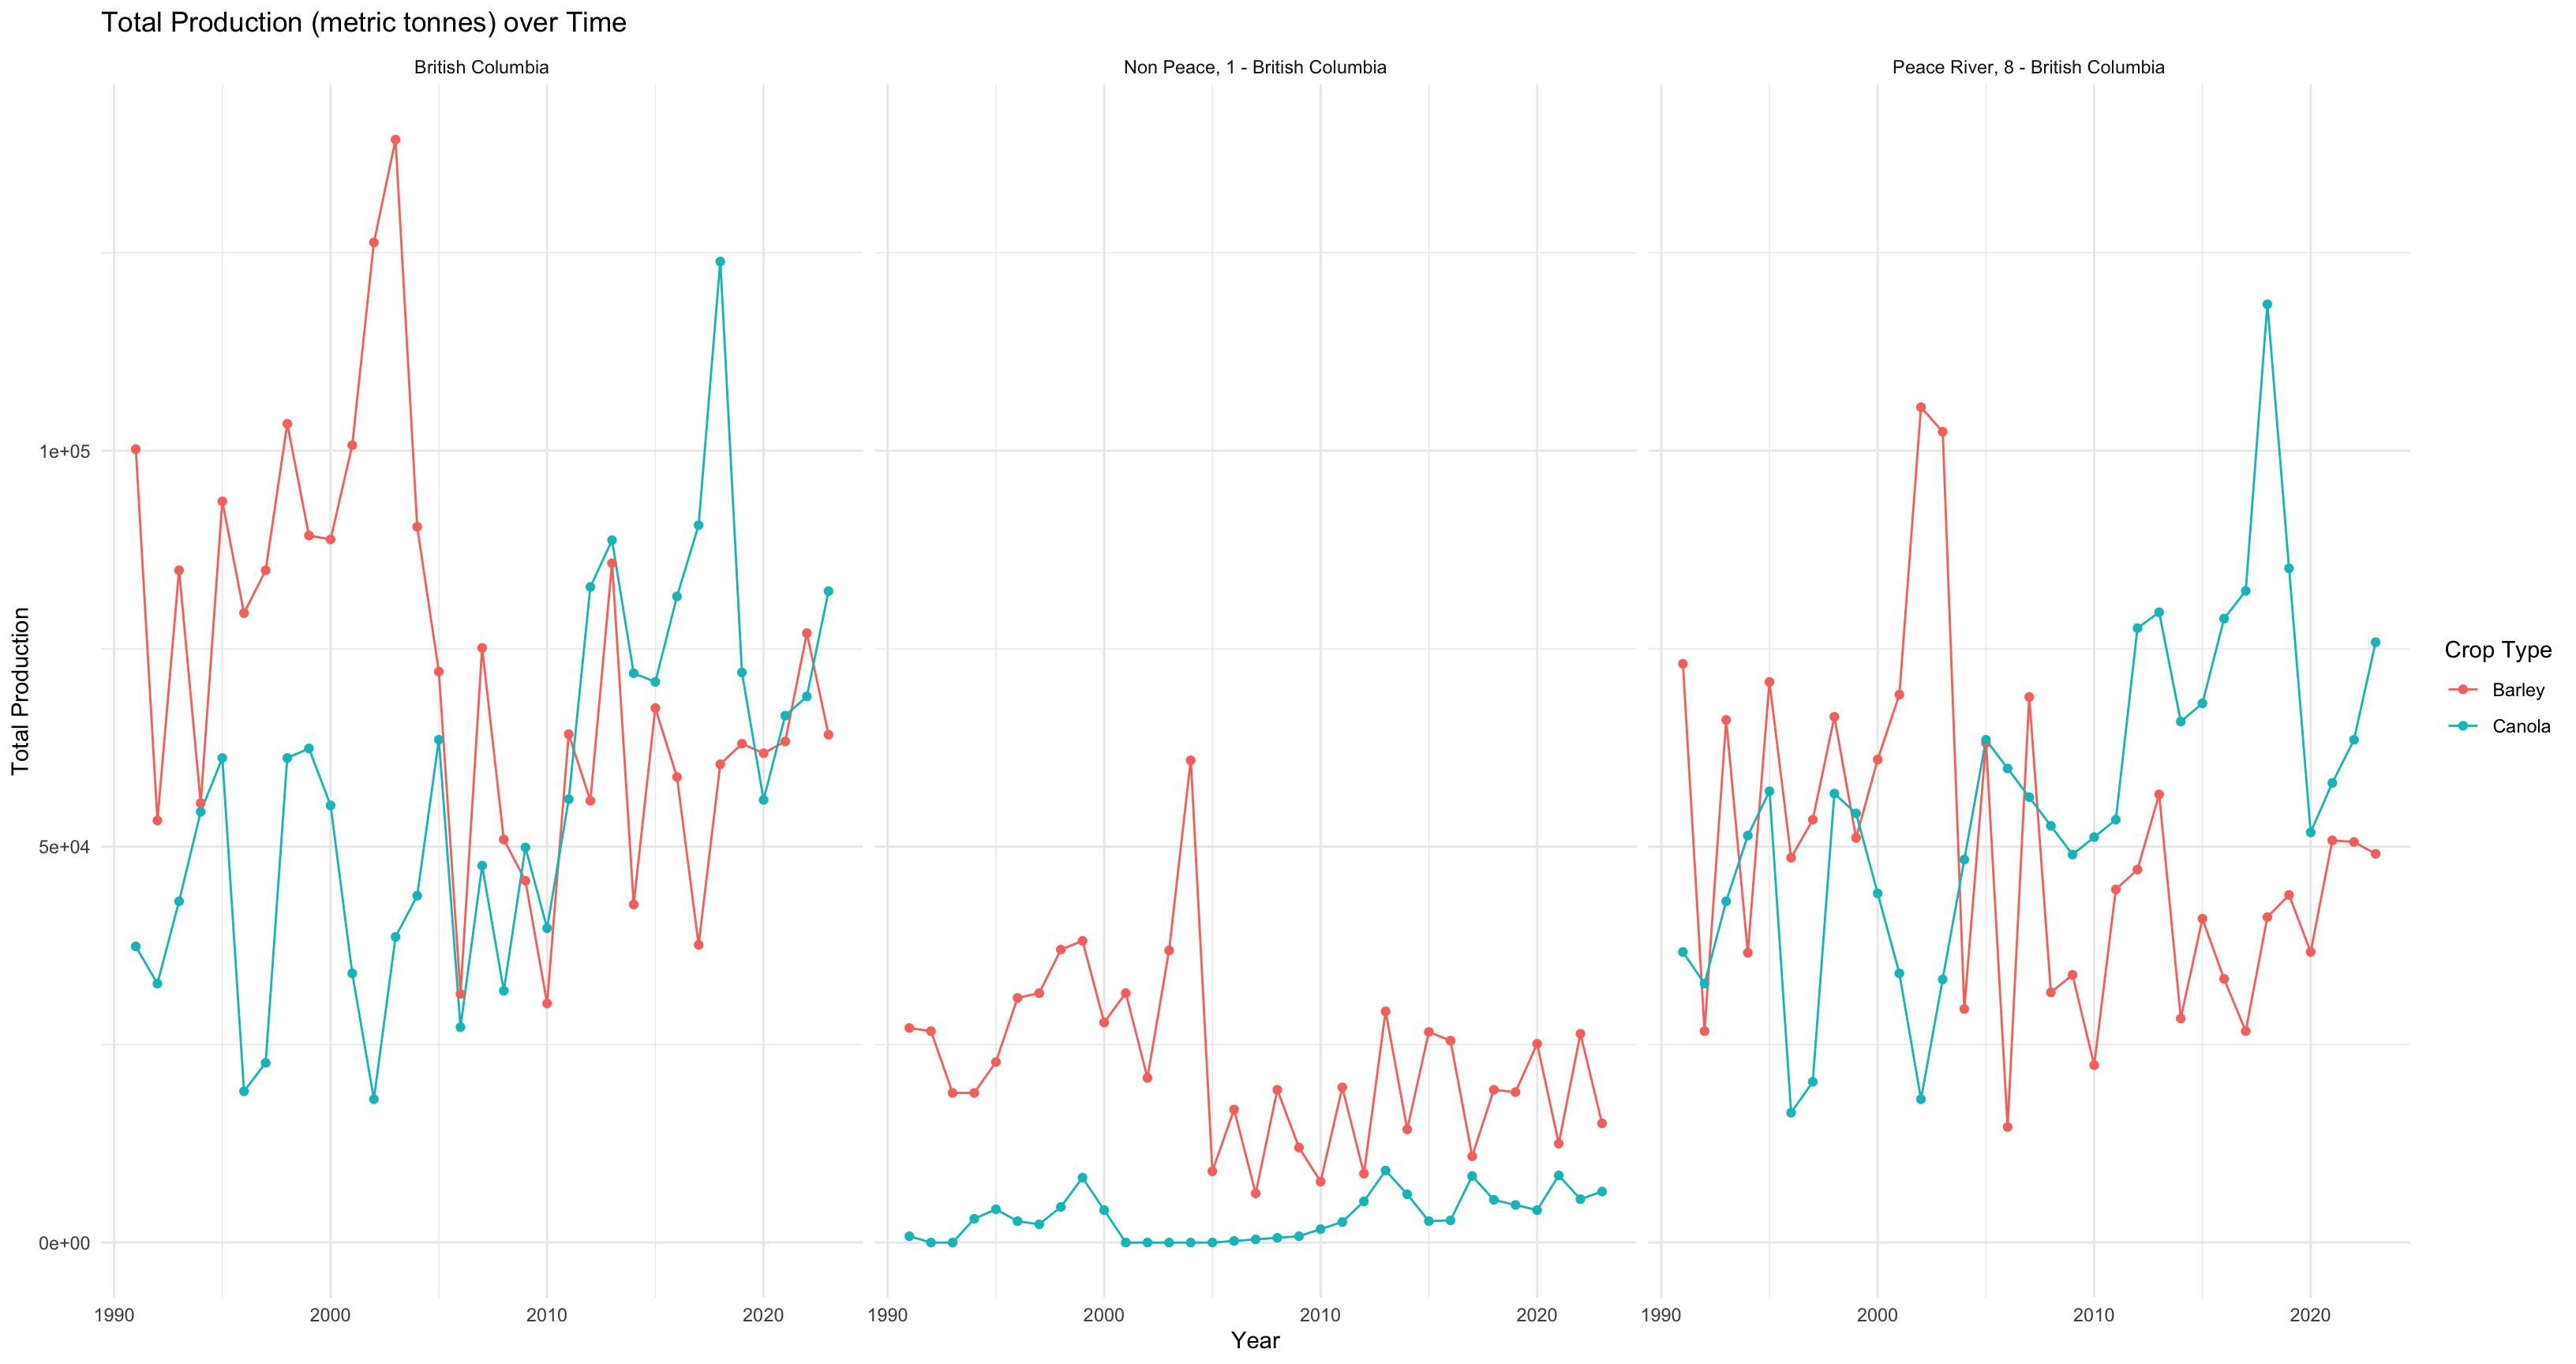 Total Production (metric tonnes) over Time
British Columbia
Non Peace, 1 - British Columbia
Peace River, 8 - British Columbia
Total Production
1e+05
5e+04
0e+00
1990 2000 2010 2020
1990 2000 2010 2020
1990 2000 2010 2020
Year
Crop Type
Barley
Canola